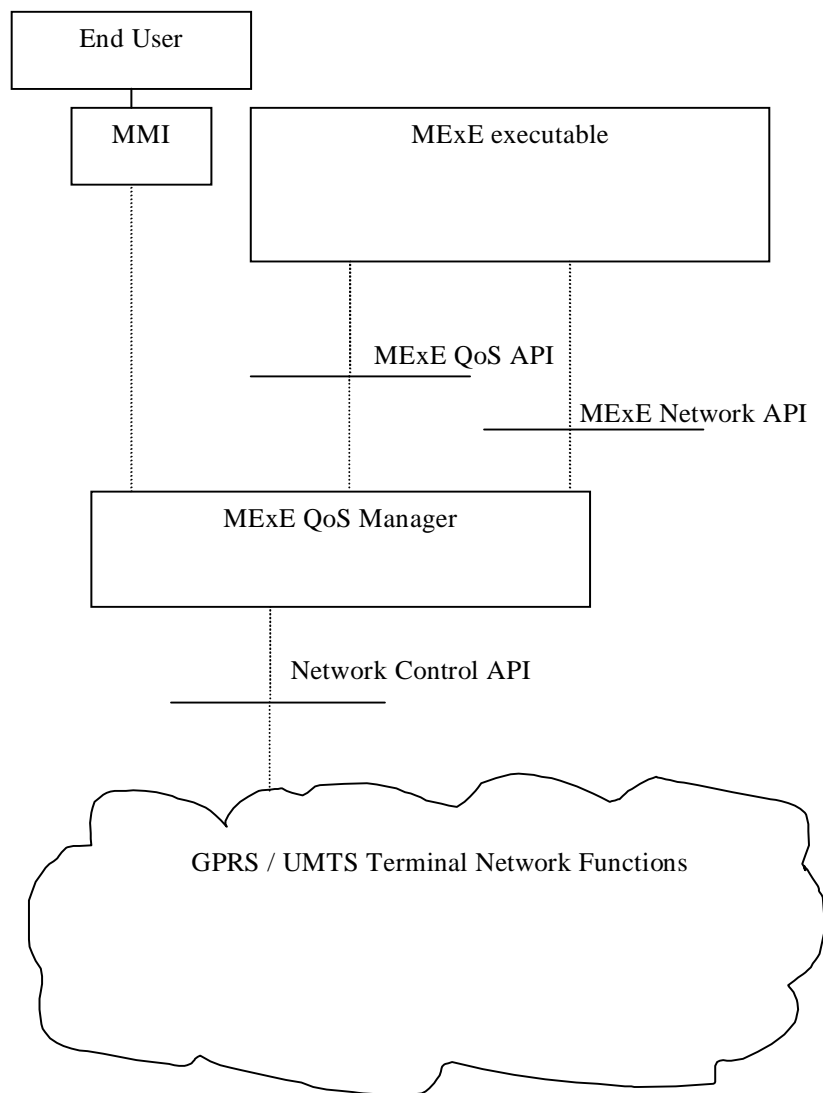 End User
MMI
MExE executable
MExE QoS API
MExE Network API
MExE QoS Manager
Network Control API
GPRS / UMTS Terminal Network Functions